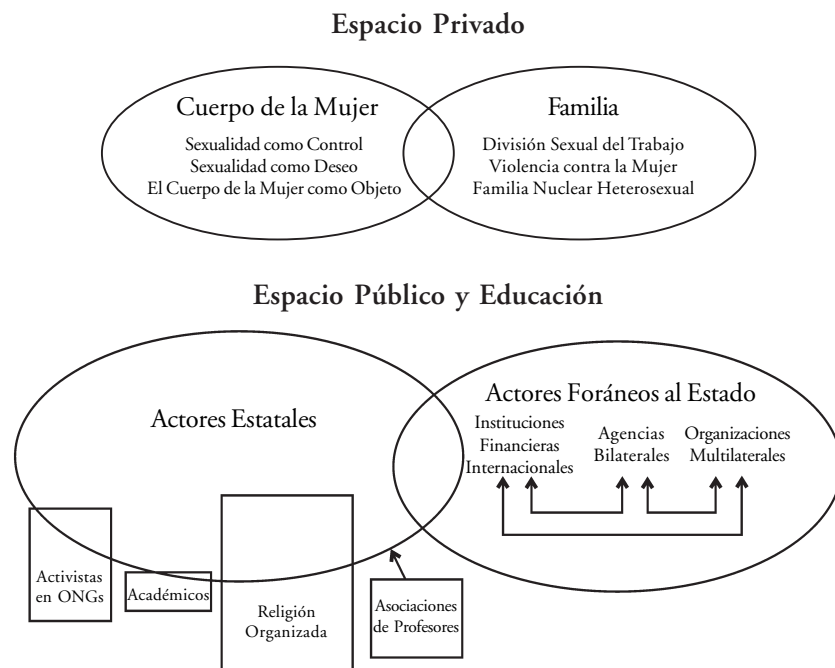 Espacio Privado
Cuerpo de la Mujer
Sexualidad como Control
Sexualidad como Deseo
El Cuerpo de la Mujer como Objeto
Familia
División Sexual del Trabajo
Violencia contra la Mujer
Familia Nuclear Heterosexual
Espacio Público y Educación
Actores Estatales
Actores Foráneos al Estado
Instituciones
Financieras
Internacionales
Agencias
Bilaterales
Organizaciones
Multilaterales
Activistas
en ONGs
Académicos
Religión
Organizada
Asociaciones
de Profesores